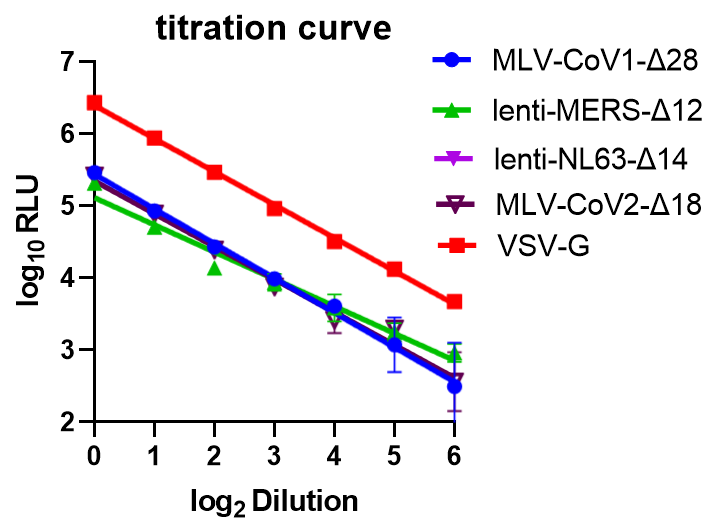 titration curve
7
6
5
4
3
2
log10 RLU
0 1 2 3 4 5 6
log2 Dilution
MLV-CoV1-Δ28
lenti-MERS-Δ12
lenti-NL63-Δ14
MLV-CoV2-Δ18
VSV-G